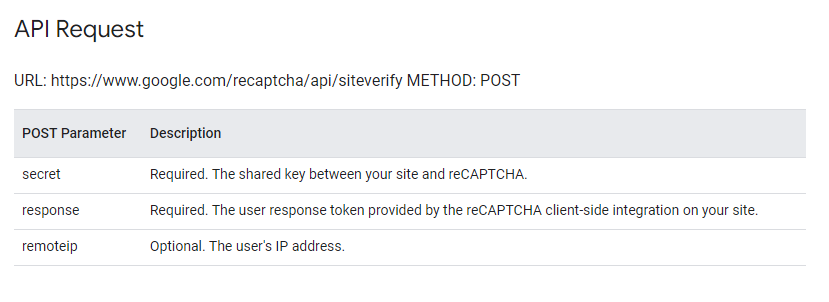 API Request
URL: https://www.google.com/recaptcha/api/siteverify METHOD: POST
POST Parameter Description
secret Required. The shared key between your site and reCAPTCHA.
response Required. The user response token provided by the reCAPTCHA client-side integration on your site.
remoteip Optional. The user's IP address.